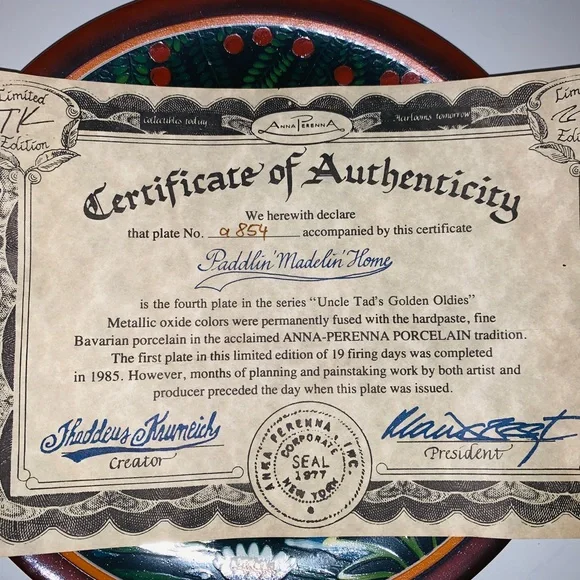 Limited
TK
Edition
Collectibles today
ANNA PERENNA
Heirlooms tomorrow
Certificate of Authenticity
We herewith declare
that plate No. a 854 accompanied by this certificate
Paddlin' Madelin' Home
is the fourth plate in the series "Uncle Tad's Golden Oldies"
Metallic oxide colors were permanently fused with the hardpaste, fine
Bavarian porcelain in the acclaimed ANNA-PERENNA PORCELAIN tradition.
The first plate in this limited edition of 19 firing days was completed
in 1985. However, months of planning and painstaking work by both artist and
producer preceded the day when this plate was issued.
Thaddeus Krumeich
Creator
ANNA PERENNA, INC.
CORPORATE
SEAL
1977
NEW YORK
President